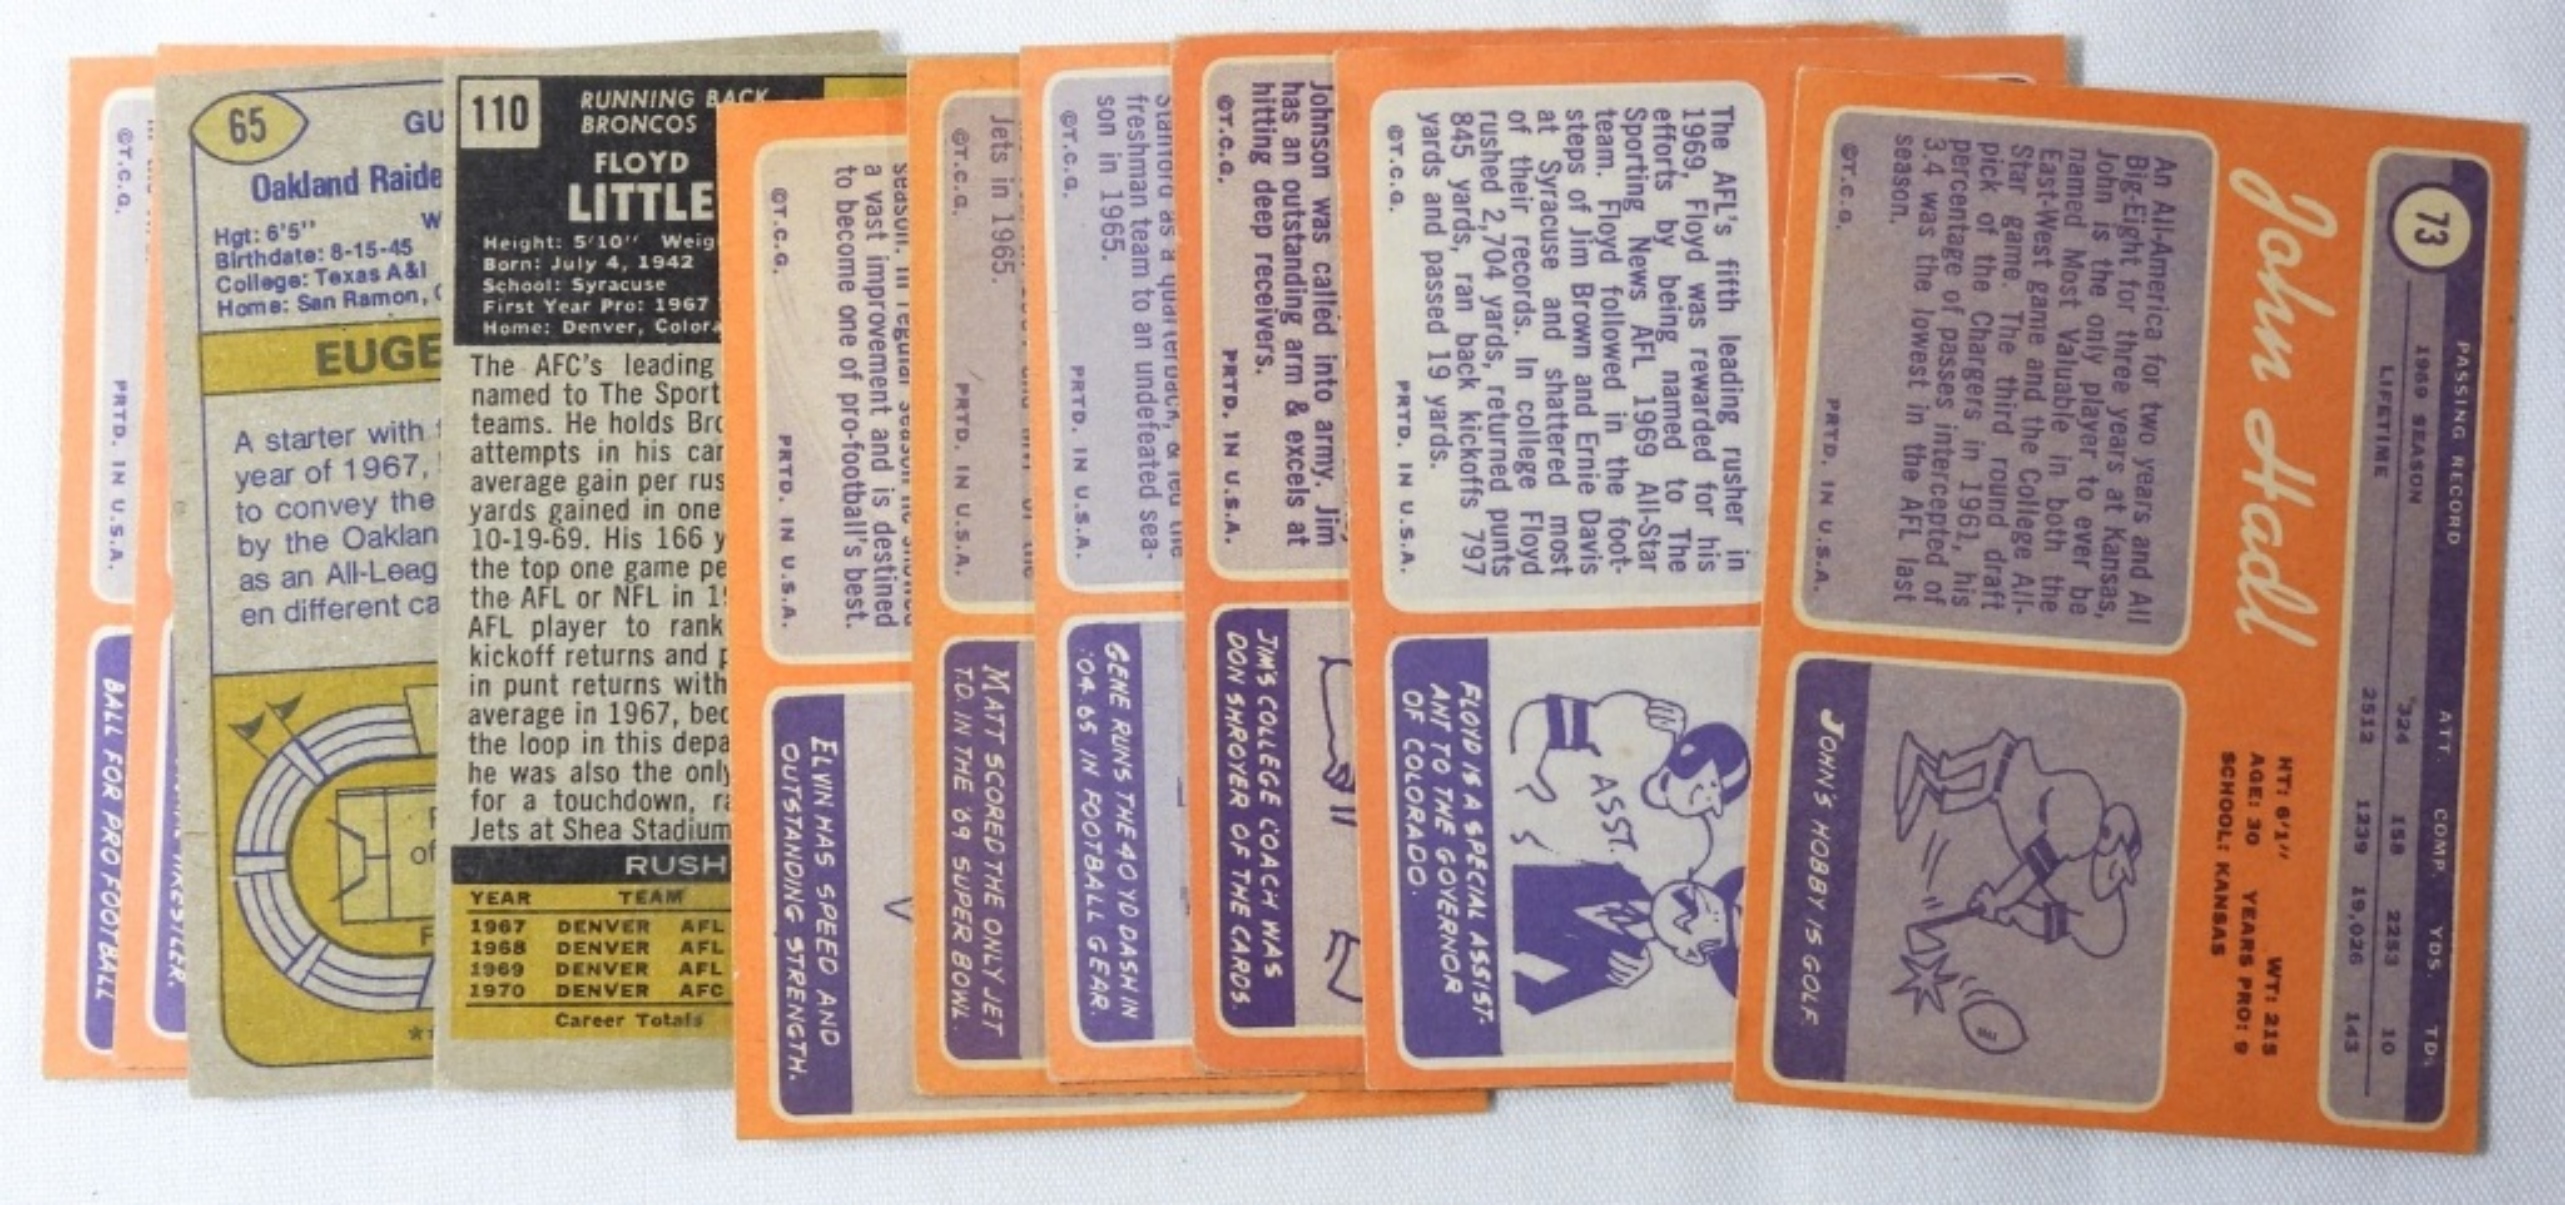 ©T.C.G. PRTD. IN U.S.A.
BALL FOR PRO FOOTBALL
65
GU
Oakland Raide
Hgt: 6'5" W
Birthdate: 8-15-45
College: Texas A&I
Home: San Ramon,
EUGE
A starter with
year of 1967,
to convey the
by the Oaklan
as an All-Leag
en different ca
of
110
RUNNING BACK
BRONCOS
FLOYD
LITTLE
Height: 5'10" Weig
Born: July 4, 1942
School: Syracuse
First Year Pro: 1967
Home: Denver, Colora
The AFC's leading
named to The Sport
teams. He holds Bro
attempts in his car
average gain per rus
yards gained in one
10-19-69. His 166 y
the top one game pe
the AFL or NFL in 19
AFL player to rank
kickoff returns and p
in punt returns with
average in 1967, bec
the loop in this depa
he was also the only
for a touchdown, ra
Jets at Shea Stadium
RUSH
YEAR TEAM
1967 DENVER AFL
1968 DENVER AFL
1969 DENVER AFL
1970 DENVER AFC
Career Totals
season. In regular season he showed
a vast improvement and is destined
to become one of pro-football's best.
©T.C.G. PRTD. IN U.S.A.
ELVIN HAS SPEED AND
OUTSTANDING STRENGTH.
Jets in 1965.
©T.C.G. PRTD. IN U.S.A.
MATT SCORED THE ONLY JET
T.D. IN THE '69 SUPER BOWL.
Stanford as a quarterback, & led the
freshman team to an undefeated sea-
son in 1965.
©T.C.G. PRTD. IN U.S.A.
GENE RUNS THE 40 YD DASH IN
:04.65 IN FOOTBALL GEAR.
Johnson was called into army. Jim
has an outstanding arm & excels at
hitting deep receivers.
©T.C.G. PRTD. IN U.S.A.
JIM'S COLLEGE COACH WAS
DON SHROYER OF THE CARDS.
The AFL's fifth leading rusher in
1969, Floyd was rewarded for his
efforts by being named to The
Sporting News AFL 1969 All-Star
team. Floyd followed in the foot-
steps of Jim Brown and Ernie Davis
at Syracuse and shattered most
of their records. In college Floyd
rushed 2,704 yards, returned punts
845 yards, ran back kickoffs 797
yards and passed 19 yards.
©T.C.G. PRTD. IN U.S.A.
ASST.
FLOYD IS A SPECIAL ASSIST-
ANT TO THE GOVERNOR
OF COLORADO.
73
PASSING RECORD ATT. COMP. YDS. TD.
1969 SEASON 324 158 2253 10
LIFETIME 2512 1239 19,026 143
John Hadl
HT: 6'1" WT: 215
AGE: 30 YEARS PRO: 9
SCHOOL: KANSAS
An All-America for two years and All
Big-Eight for three years at Kansas,
John is the only player to ever be
named Most Valuable in both the
East-West game and the College All-
Star game. The third round draft
pick of the Chargers in 1961, his
percentage of passes intercepted of
3.4 was the lowest in the AFL last
season.
©T.C.G. PRTD. IN U.S.A.
JOHN'S HOBBY IS GOLF.